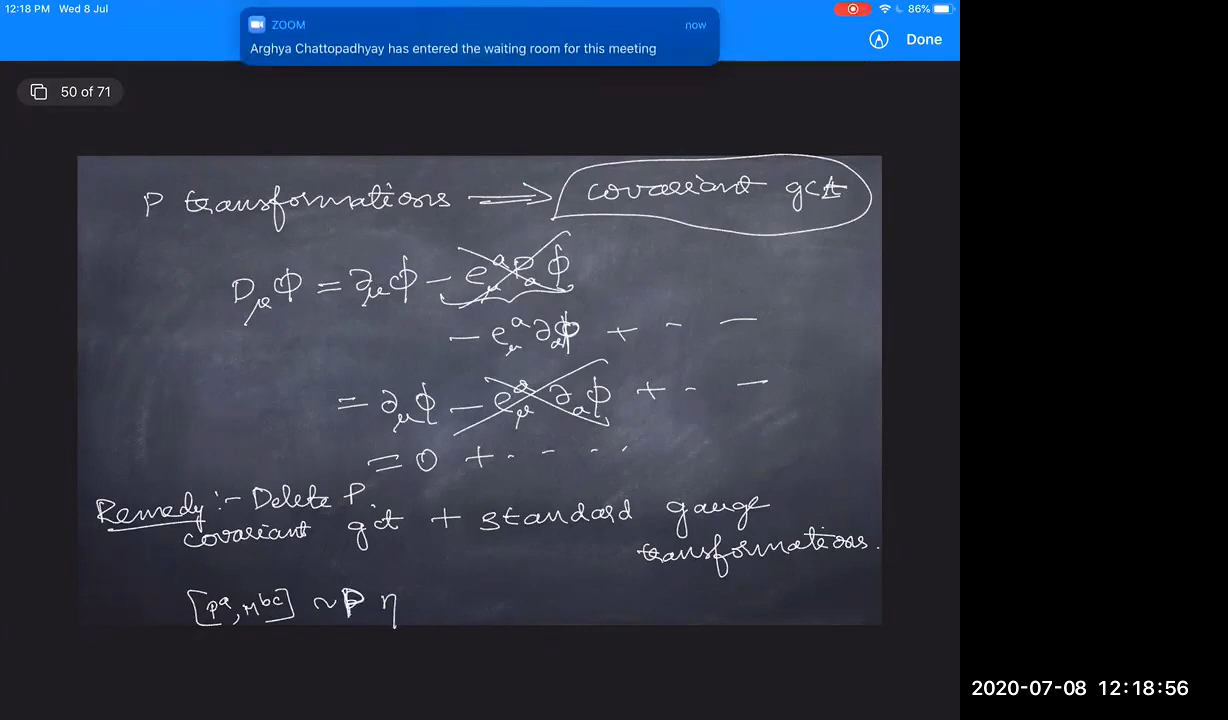 12:18 PM Wed 8 Jul
86%
ZOOM
now
Arghya Chattopadhyay has entered the waiting room for this meeting
Done
50 of 71
P transformations ⟹ covariant gct
D_μ Φ = ∂_μ ϕ − e_μ^a P_a ϕ
− e_μ^a ∂_a ϕ + - —
= ∂_μ ϕ − e_μ^a ∂_a ϕ + - —
= 0 + - - - -
Remedy :- Delete P
covariant gct + standard gauge
transformations.
[P^a, M^bc] ~ P η
2020-07-08 12:18:56